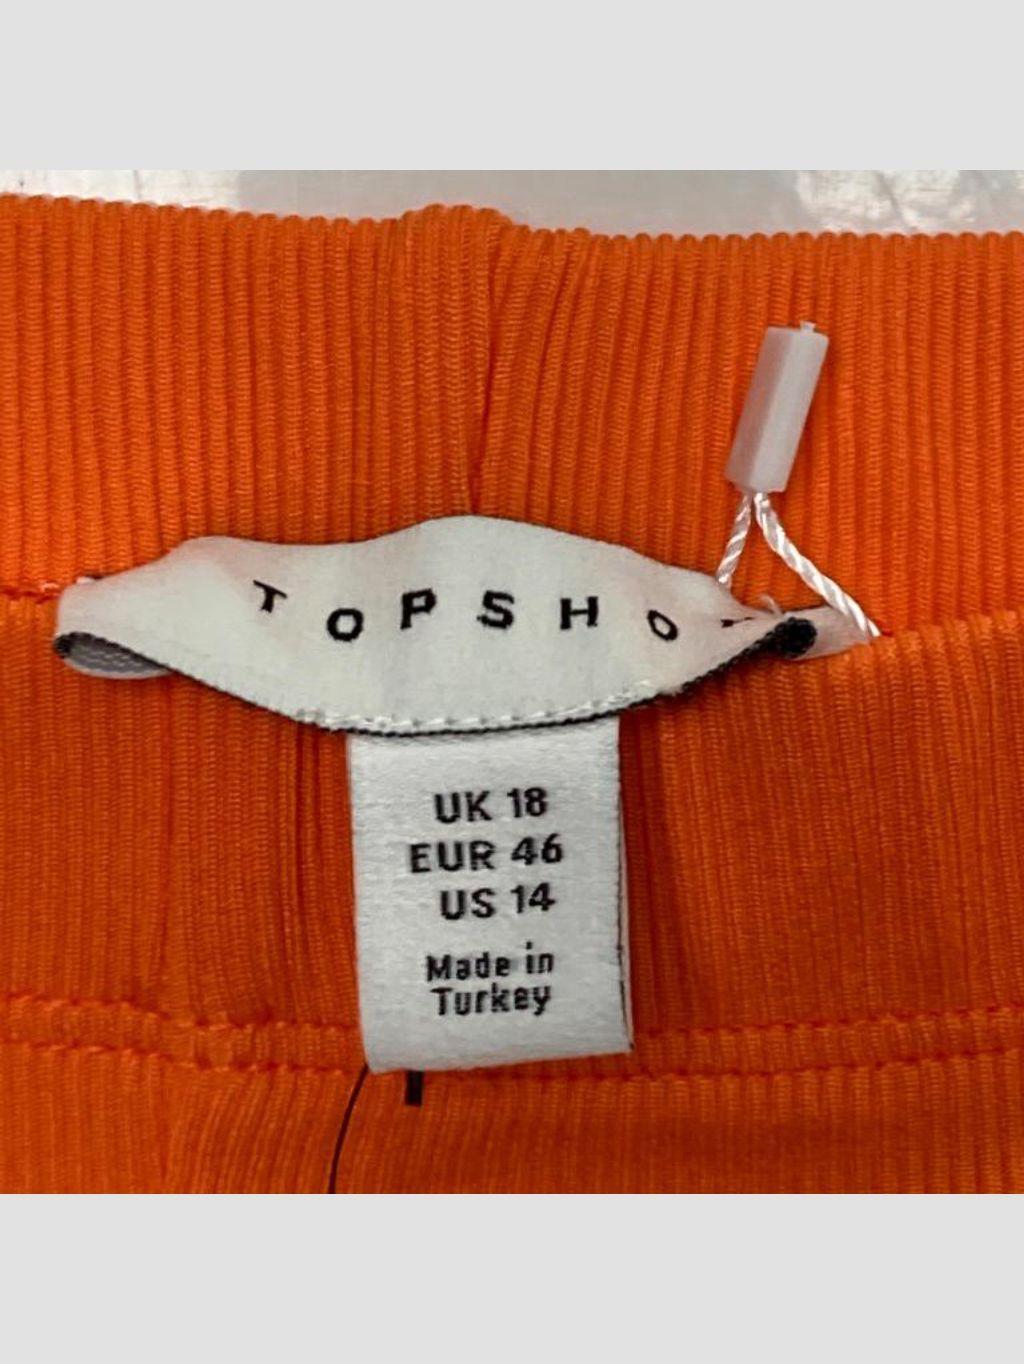 TOPSHO
UK 18
EUR 46
US 14
Made in
Turkey